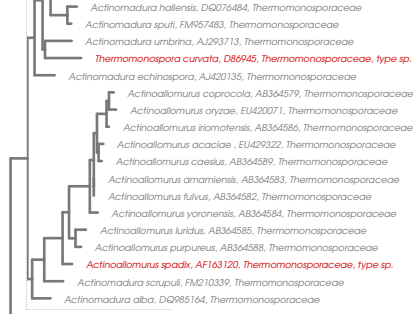 Actinomadura hallensis, DQ076484, Thermomonosporaceae
Actinomadura sputi, FM957483, Thermomonosporaceae
Actinomadura umbrina, AJ293713, Thermomonosporaceae
Thermomonospora curvata, D86945, Thermomonosporaceae, type sp.
Actinomadura echinospora, AJ420135, Thermomonosporaceae
Actinoallomurus coprocola, AB364579, Thermomonosporaceae
Actinoallomurus oryzae, EU420071, Thermomonosporaceae
Actinoallomurus iriomotensis, AB364586, Thermomonosporaceae
Actinoallomurus acaciae , EU429322, Thermomonosporaceae
Actinoallomurus caesius, AB364589, Thermomonosporaceae
Actinoallomurus amamiensis, AB364583, Thermomonosporaceae
Actinoallomurus fulvus, AB364582, Thermomonosporaceae
Actinoallomurus yoronensis, AB364584, Thermomonosporaceae
Actinoallomurus luridus, AB364585, Thermomonosporaceae
Actinoallomurus purpureus, AB364588, Thermomonosporaceae
Actinoallomurus spadix, AF163120, Thermomonosporaceae, type sp.
Actinomadura scrupuli, FM210339, Thermomonosporaceae
Actinomadura alba, DQ985164, Thermomonosporaceae